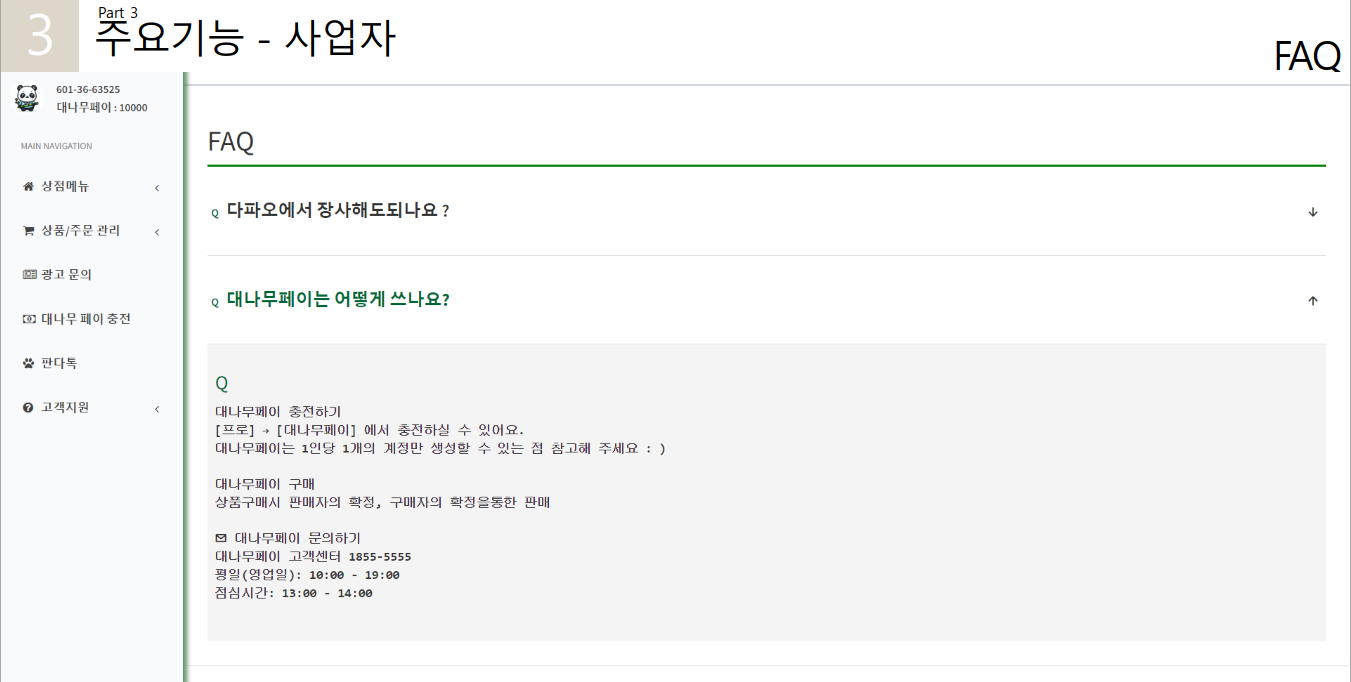 3
Part 3
주요기능 - 사업자
FAQ
601-36-63525
대나무페이 : 10000
MAIN NAVIGATION
상점메뉴
상품/주문 관리
광고 문의
대나무 페이 충전
판다톡
고객지원
FAQ
Q 다파오에서 장사해도되나요 ?
Q 대나무페이는 어떻게 쓰나요?
Q
대나무페이 충전하기
[프로] → [대나무페이] 에서 충전하실 수 있어요.
대나무페이는 1인당 1개의 계정만 생성할 수 있는 점 참고해 주세요 : )
대나무페이 구매
상품구매시 판매자의 확정, 구매자의 확정을통한 판매
대나무페이 문의하기
대나무페이 고객센터 1855-5555
평일(영업일): 10:00 - 19:00
점심시간: 13:00 - 14:00